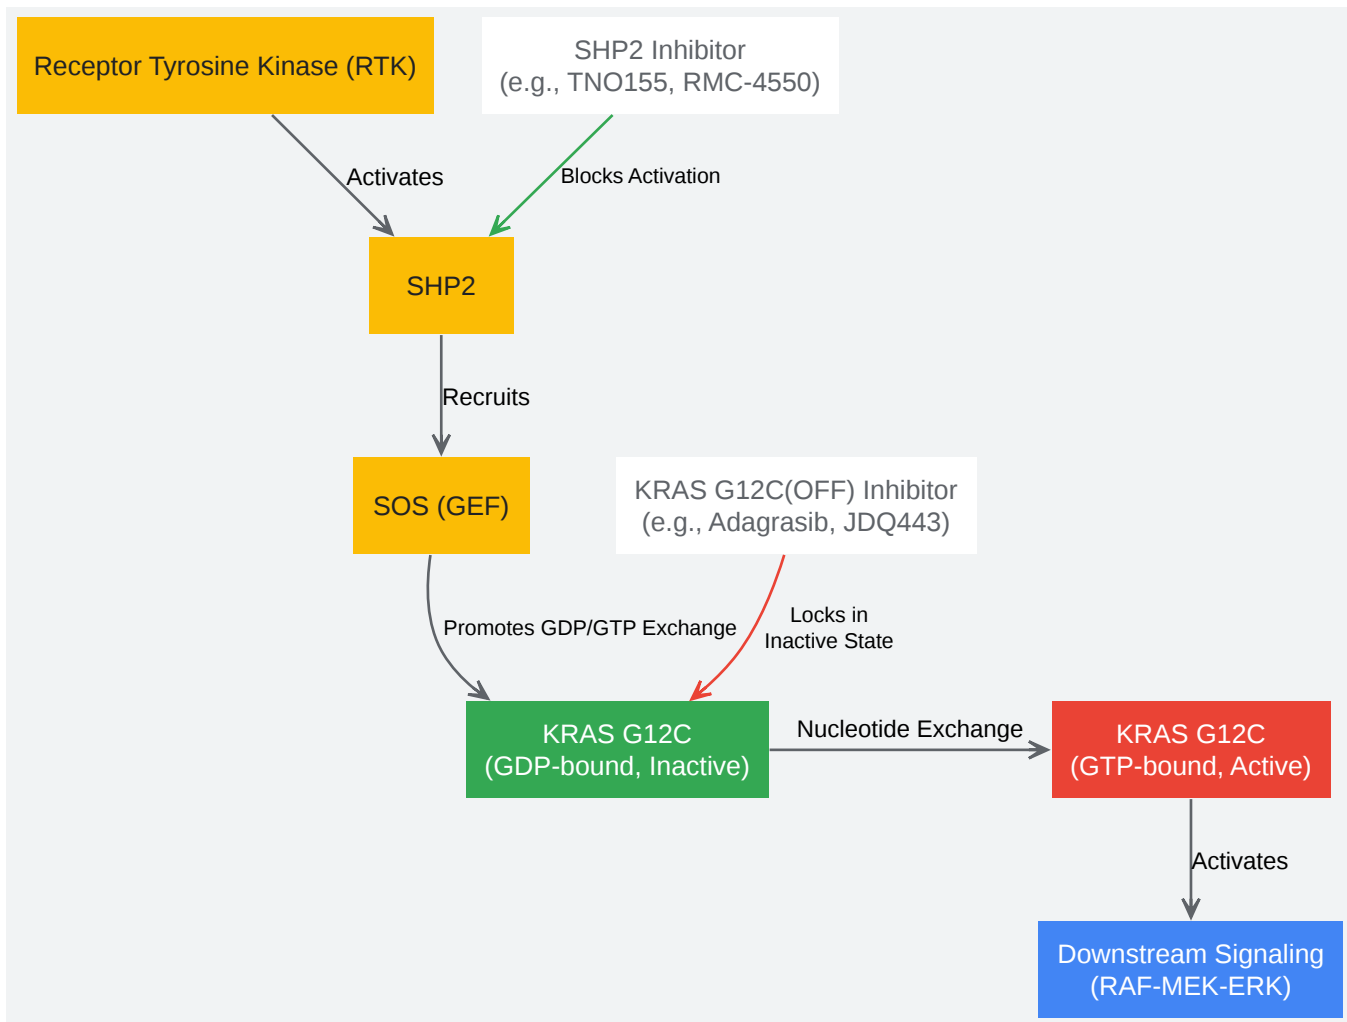 Receptor Tyrosine Kinase (RTK)
SHP2 Inhibitor
(e.g., TNO155, RMC-4550)
Activates
Blocks Activation
SHP2
Recruits
SOS (GEF)
KRAS G12C(OFF) Inhibitor
(e.g., Adagrasib, JDQ443)
Promotes GDP/GTP Exchange
Locks in
Inactive State
KRAS G12C
(GDP-bound, Inactive)
Nucleotide Exchange
KRAS G12C
(GTP-bound, Active)
Activates
Downstream Signaling
(RAF-MEK-ERK)